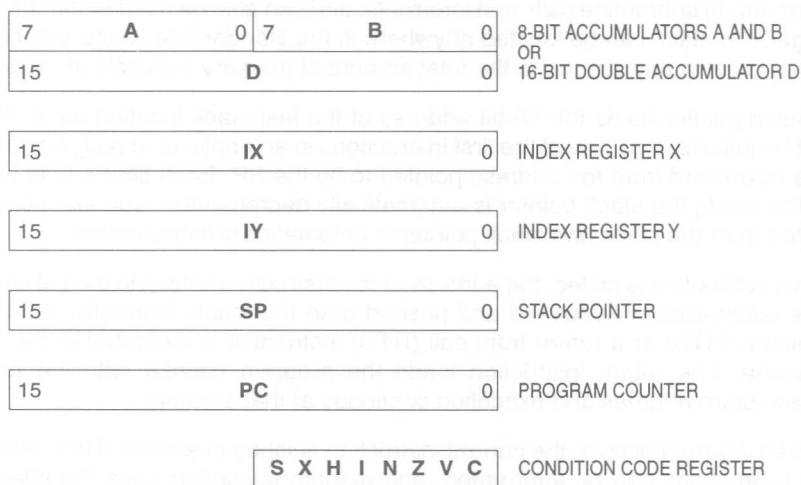 7 A 0 7 B 0 8-BIT ACCUMULATORS A AND B
OR
15 D 0 16-BIT DOUBLE ACCUMULATOR D
15 IX 0 INDEX REGISTER X
15 IY 0 INDEX REGISTER Y
15 SP 0 STACK POINTER
15 PC 0 PROGRAM COUNTER
S X H I N Z V C CONDITION CODE REGISTER